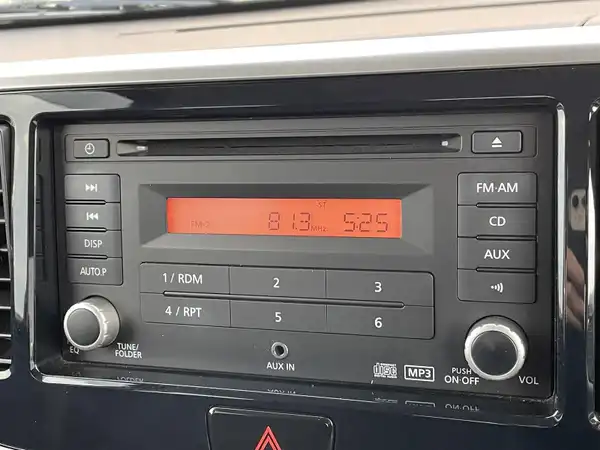 ST
81.3 MHz 5:25
FM·AM
CD
AUX
DISP
AUTO.P
1 / RDM
2
3
4 / RPT
5
6
EQ
TUNE/
FOLDER
AUX IN
disc
MP3
PUSH
ON·OFF
VOL